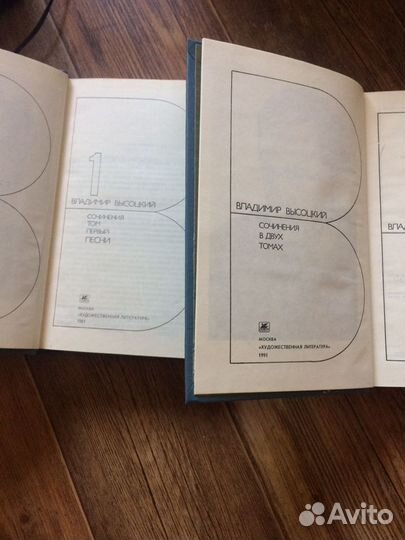 1
ВЛАДИМИР ВЫСОЦКИЙ
СОЧИНЕНИЯ
ТОМ
ПЕРВЫЙ
ПЕСНИ
МОСКВА
«ХУДОЖЕСТВЕННАЯ ЛИТЕРАТУРА»
1991
ВЛАДИМИР ВЫСОЦКИЙ
СОЧИНЕНИЯ
В ДВУХ
ТОМАХ
МОСКВА
«ХУДОЖЕСТВЕННАЯ ЛИТЕРАТУРА»
1991
Avito